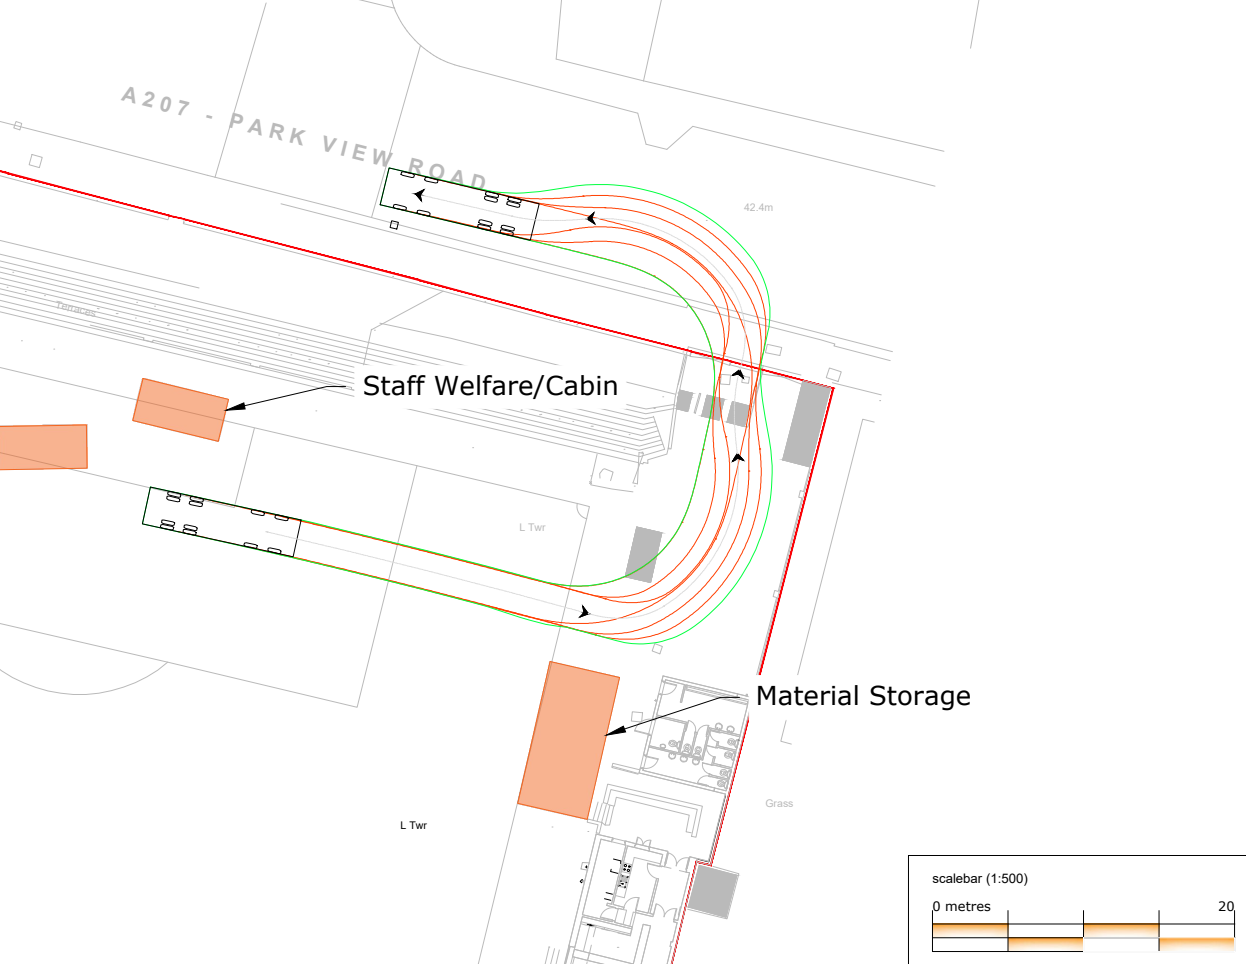 A207 - PARK VIEW ROAD
42.4m
Terraces
Staff Welfare/Cabin
L Twr
Material Storage
Grass
L Twr
scalebar (1:500)
0 metres 20